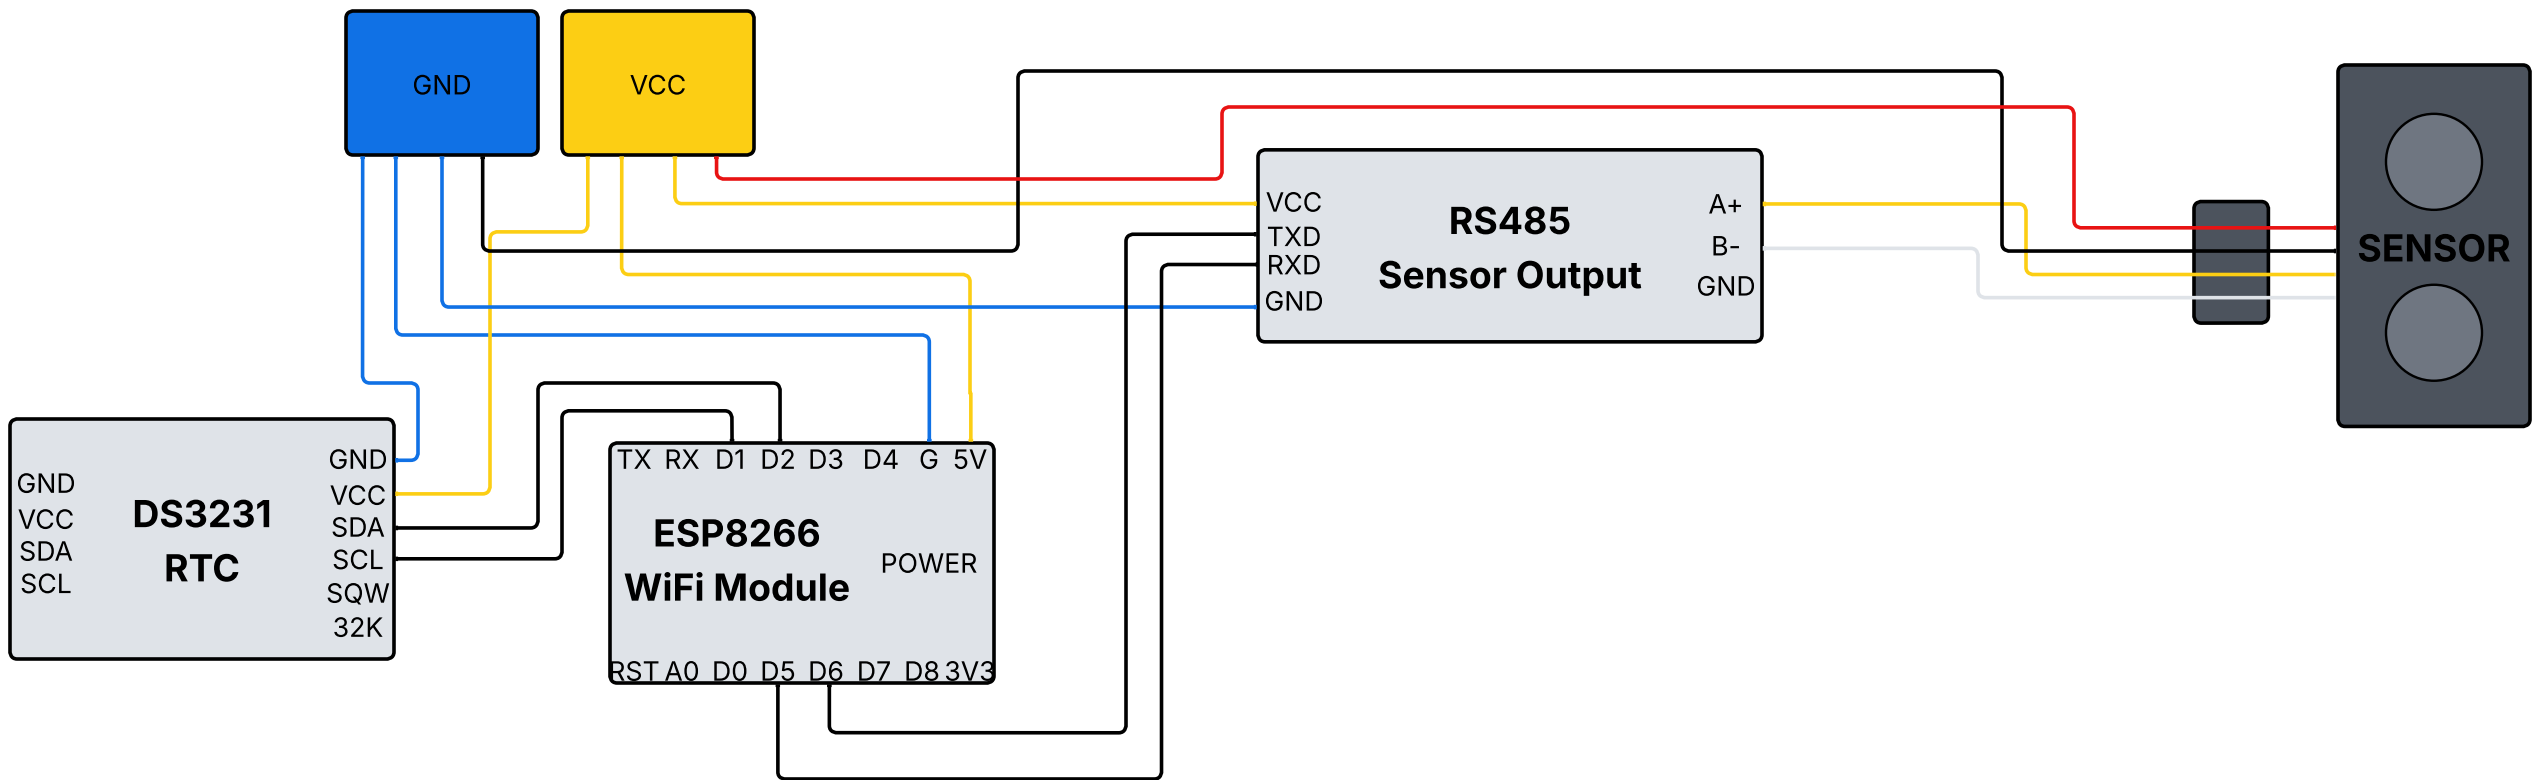 GND
VCC
VCC
TXD
RXD
GND
RS485
Sensor Output
A+
B-
GND
SENSOR
GND
VCC
SDA
SCL
DS3231
RTC
GND
VCC
SDA
SCL
SQW
32K
TX RX D1 D2 D3 D4 G 5V
ESP8266
WiFi Module
POWER
RST A0 D0 D5 D6 D7 D8 3V3